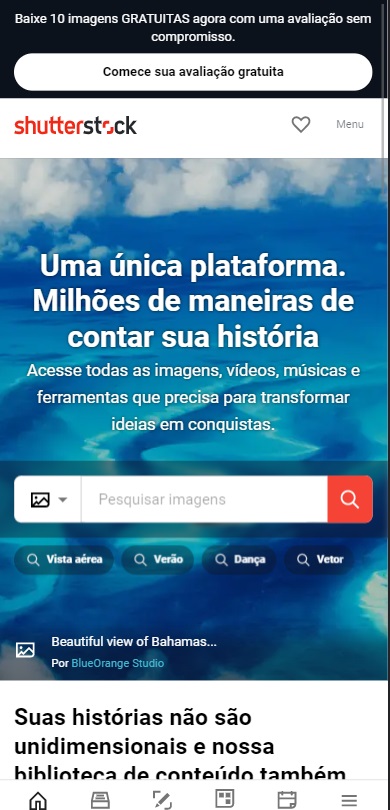 Baixe 10 imagens GRATUITAS agora com uma avaliação sem
compromisso.
Comece sua avaliação gratuita
shutterstock
Menu
Uma única plataforma.
Milhões de maneiras de
contar sua história
Acesse todas as imagens, vídeos, músicas e
ferramentas que precisa para transformar
ideias em conquistas.
Pesquisar imagens
Vista aérea
Verão
Dança
Vetor
Beautiful view of Bahamas...
Por BlueOrange Studio
Suas histórias não são
unidimensionais e nossa
biblioteca de conteúdo também